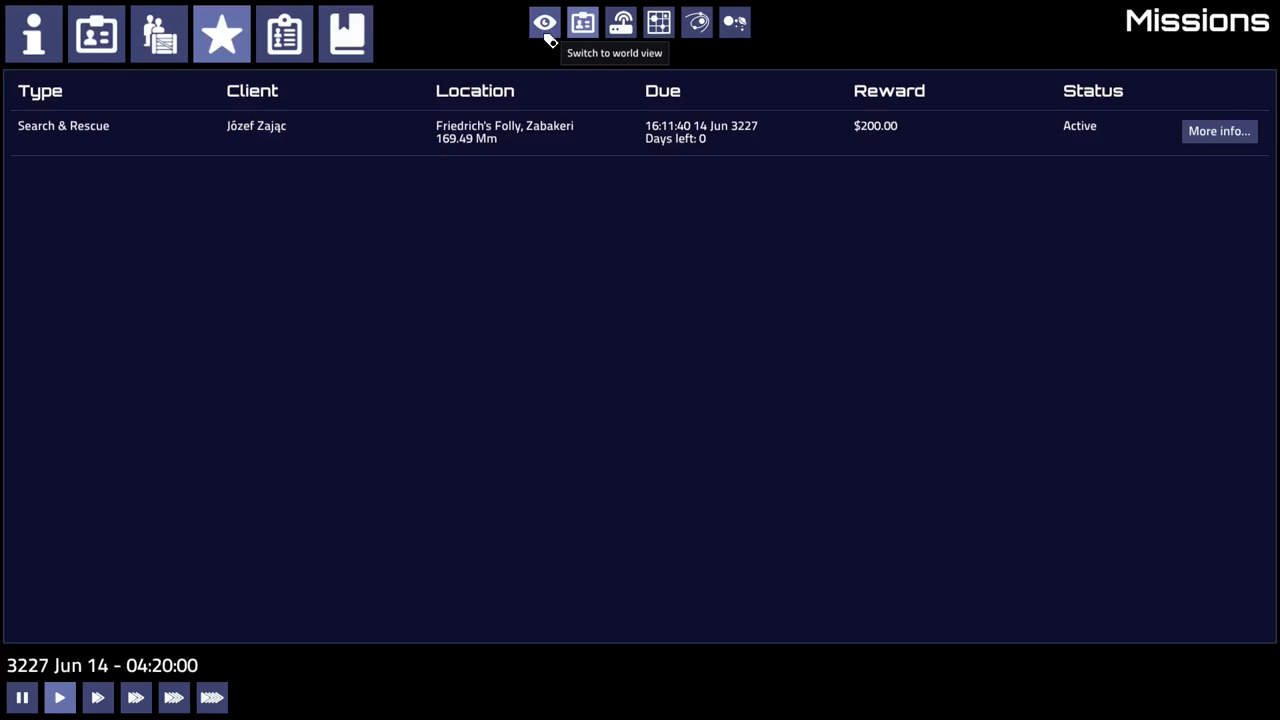 Missions
Switch to world view
Type Client Location Due Reward Status
Search & Rescue Józef Zając Friedrich's Folly, Zabakeri 16:11:40 14 Jun 3227 $200.00 Active More info...
169.49 Mm Days left: 0
3227 Jun 14 - 04:20:00